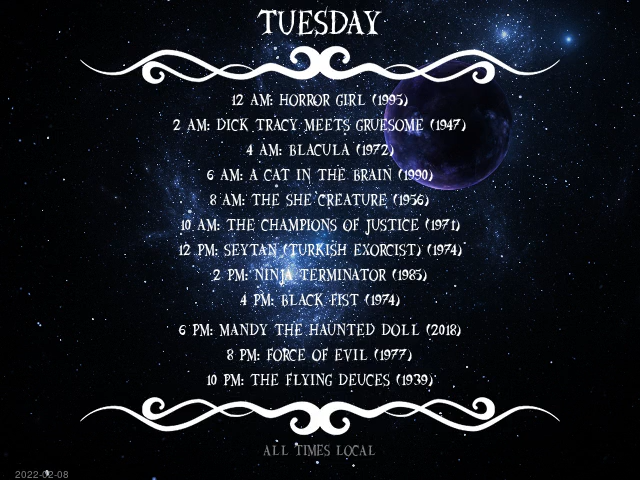 TUESDAY
12 AM: HORROR GIRL (1995)
2 AM: DICK TRACY MEETS GRUESOME (1947)
4 AM: BLACULA (1972)
6 AM: A CAT IN THE BRAIN (1990)
8 AM: THE SHE CREATURE (1956)
10 AM: THE CHAMPIONS OF JUSTICE (1971)
12 PM: SEYTAN (TURKISH EXORCIST) (1974)
2 PM: NINJA TERMINATOR (1985)
4 PM: BLACK FIST (1974)
6 PM: MANDY THE HAUNTED DOLL (2018)
8 PM: FORCE OF EVIL (1977)
10 PM: THE FLYING DEUCES (1939)
ALL TIMES LOCAL
2022-02-08